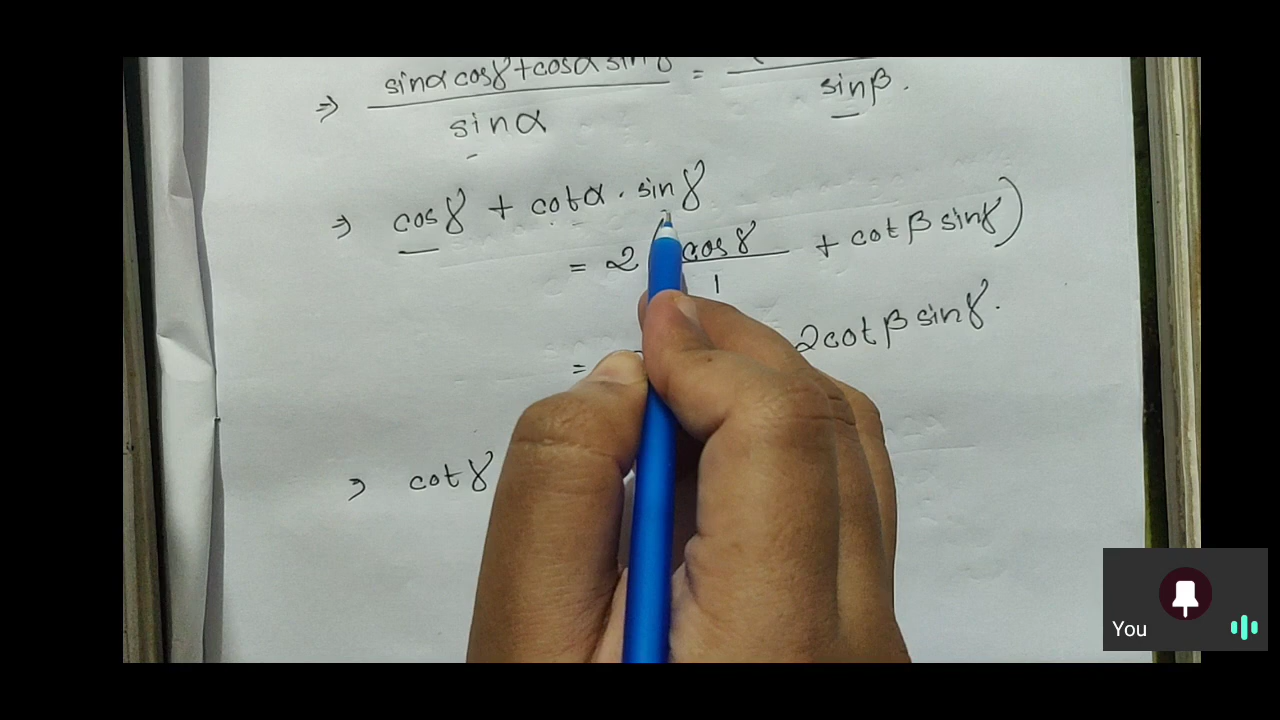 ⇒ sinα cosγ + cosα sinγ / sinα = / sinβ.
⇒ cosγ + cotα · sinγ
= 2 cosγ / 1 + cotβ sinγ)
= 2cotβ sinγ.
⇒ cotγ
You